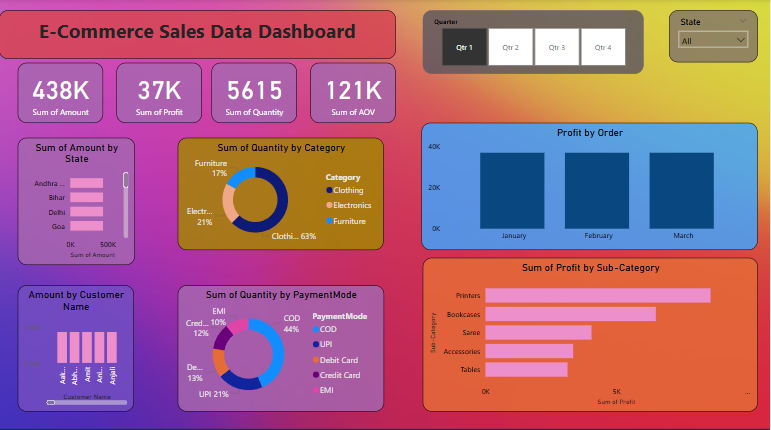 E-Commerce Sales Data Dashboard
Quarter
Qtr 1
Qtr 2
Qtr 3
Qtr 4
State
All
438K
Sum of Amount
37K
Sum of Profit
5615
Sum of Quantity
121K
Sum of AOV
Sum of Amount by
State
Andhra ...
Bihar
Delhi
Goa
0K 500K
Sum of Amount
Sum of Quantity by Category
Furniture
17%
Electr...
21%
Clothi... 63%
Category
Clothing
Electronics
Furniture
Profit by Order
40K
20K
0K
January February March
Amount by Customer
Name
Aak...
Abh...
Amit
Ani...
Anjali
Customer Name
Sum of Quantity by PaymentMode
EMI
10%
Cred...
12%
De...
13%
UPI 21%
COD
44%
PaymentMode
COD
UPI
Debit Card
Credit Card
EMI
Sum of Profit by Sub-Category
Sub-Category
Printers
Bookcases
Saree
Accessories
Tables
0K 5K ...
Sum of Profit